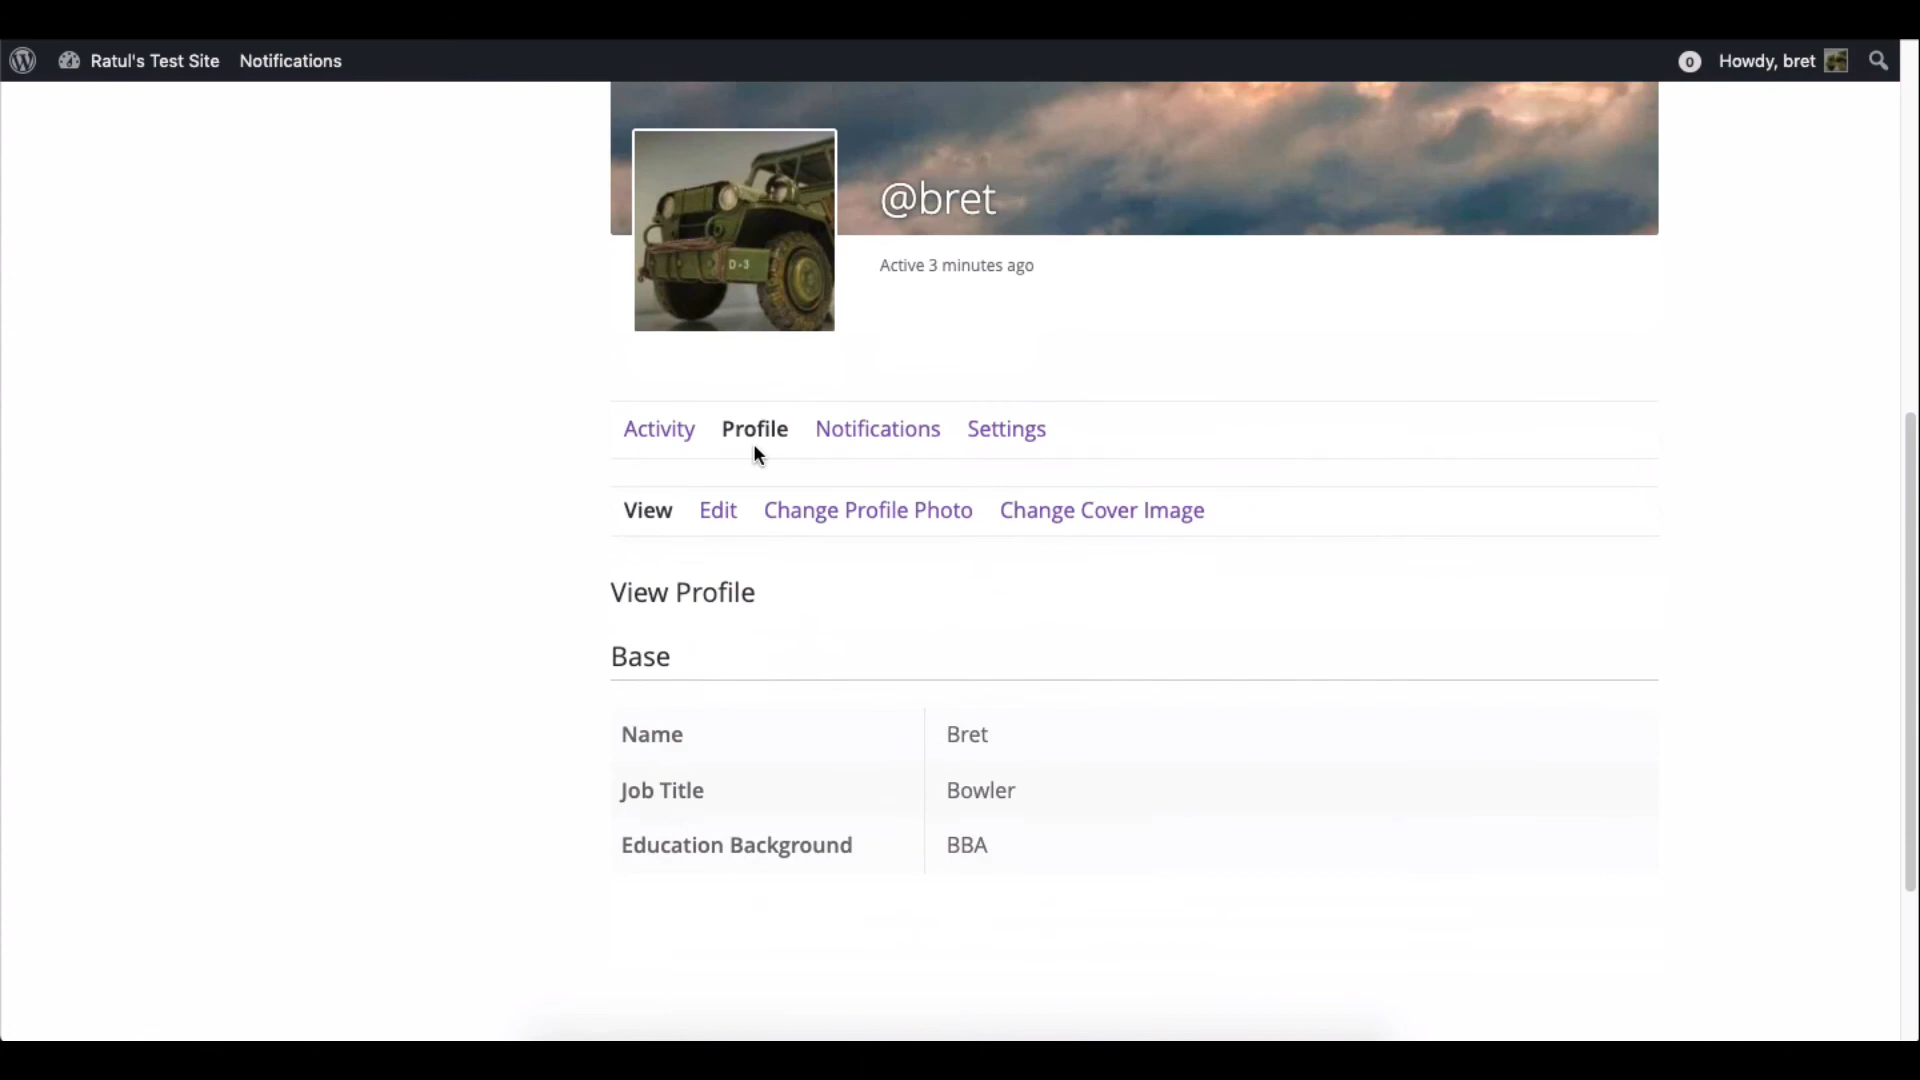 Ratul's Test Site Notifications 0 Howdy, bret
@bret
D-3
Active 3 minutes ago
Activity Profile Notifications Settings
View Edit Change Profile Photo Change Cover Image
View Profile
Base
Name Bret
Job Title Bowler
Education Background BBA